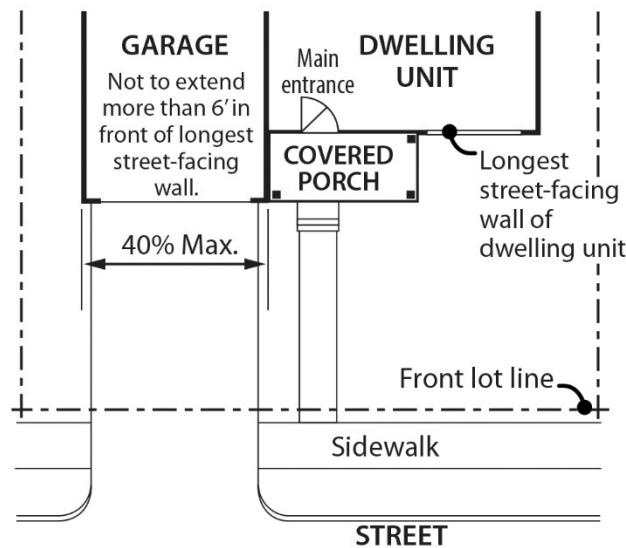 GARAGE
Not to extend
more than 6' in
front of longest
street-facing
wall.
Main
entrance
DWELLING
UNIT
COVERED
PORCH
Longest
street-facing
wall of
dwelling unit
40% Max.
Front lot line
Sidewalk
STREET